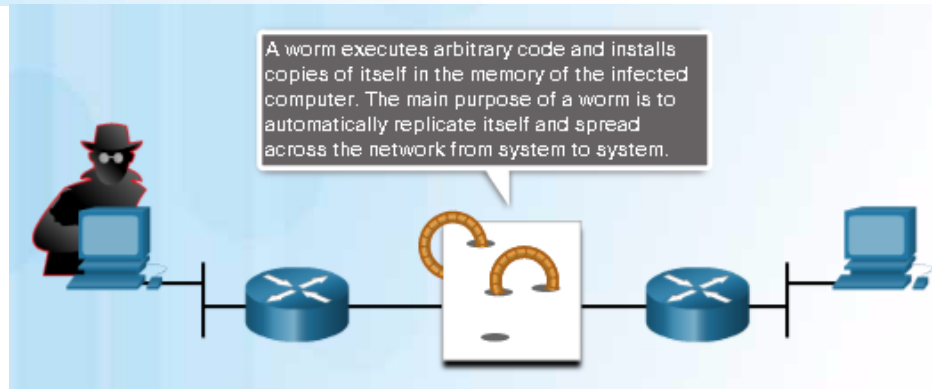 A worm executes arbitrary code and installs
copies of itself in the memory of the infected
computer. The main purpose of a worm is to
automatically replicate itself and spread
across the network from system to system.